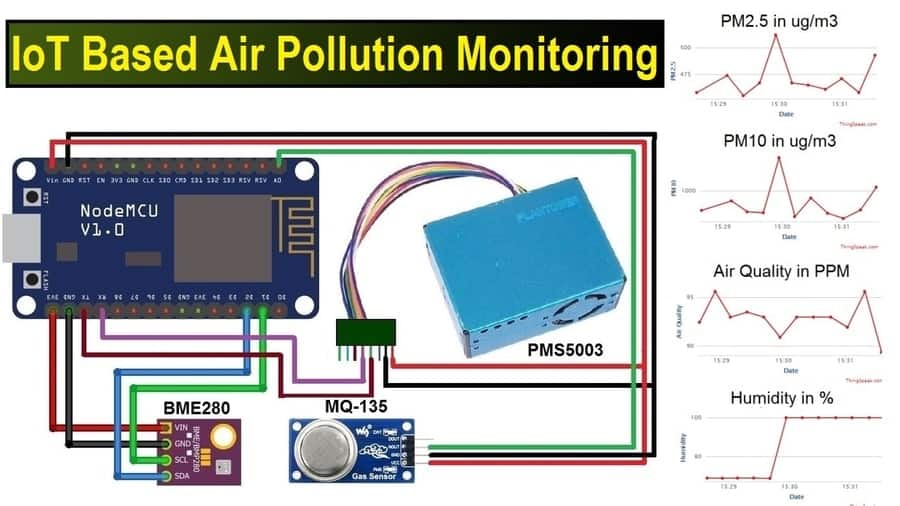 IoT Based Air Pollution Monitoring
Vin GND RST EN 3V3 GND CLK SD0 CMD SD1 SD2 SD3 RSV RSV A0
RST
NodeMCU
V1.0
FLASH
3V3 GND TX RX D8 D7 D6 D5 GND 3V3 D4 D3 D2 D1 D0
PLANTOWER
PMS5003
BME280
VIN
GND
SCL
SDA
BME/BMP280
MQ-135
DOUT
AOUT
GND
VCC
Gas Sensor
PM2.5 in ug/m3
PM2.5
500
475
15:29 15:30 15:31
Date
ThingSpeak.com
PM10 in ug/m3
PM10
1000
15:29 15:30 15:31
Date
ThingSpeak.com
Air Quality in PPM
Air Quality
91
90
15:29 15:30 15:31
Date
ThingSpeak.com
Humidity in %
Humidity
100
15:29 15:30 15:31
Date